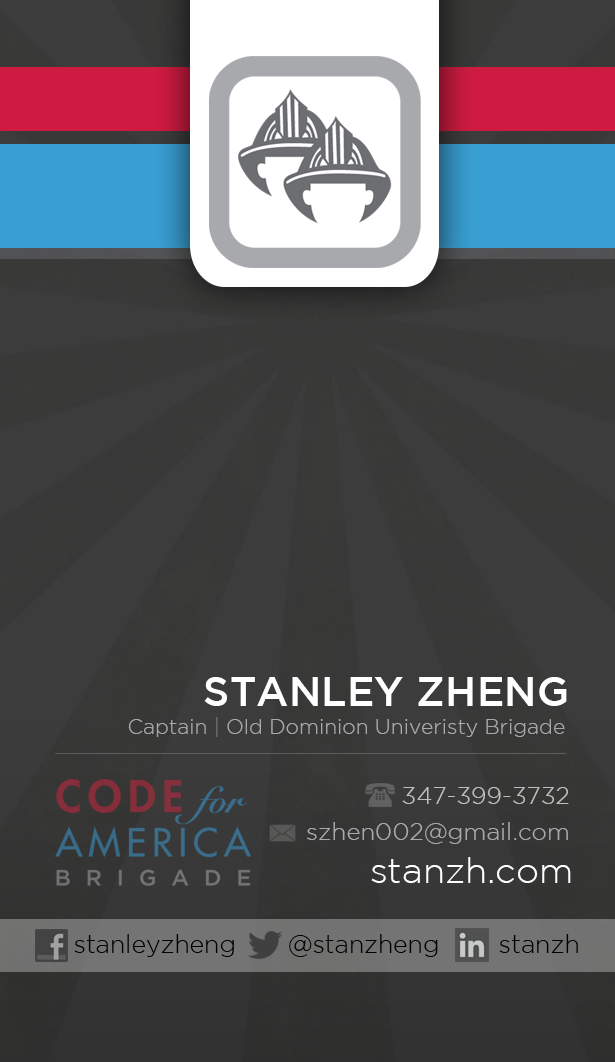 STANLEY ZHENG
Captain | Old Dominion Univeristy Brigade
CODE for
AMERICA
BRIGADE
347-399-3732
szhen002@gmail.com
stanzh.com
stanleyzheng @stanzheng stanzh